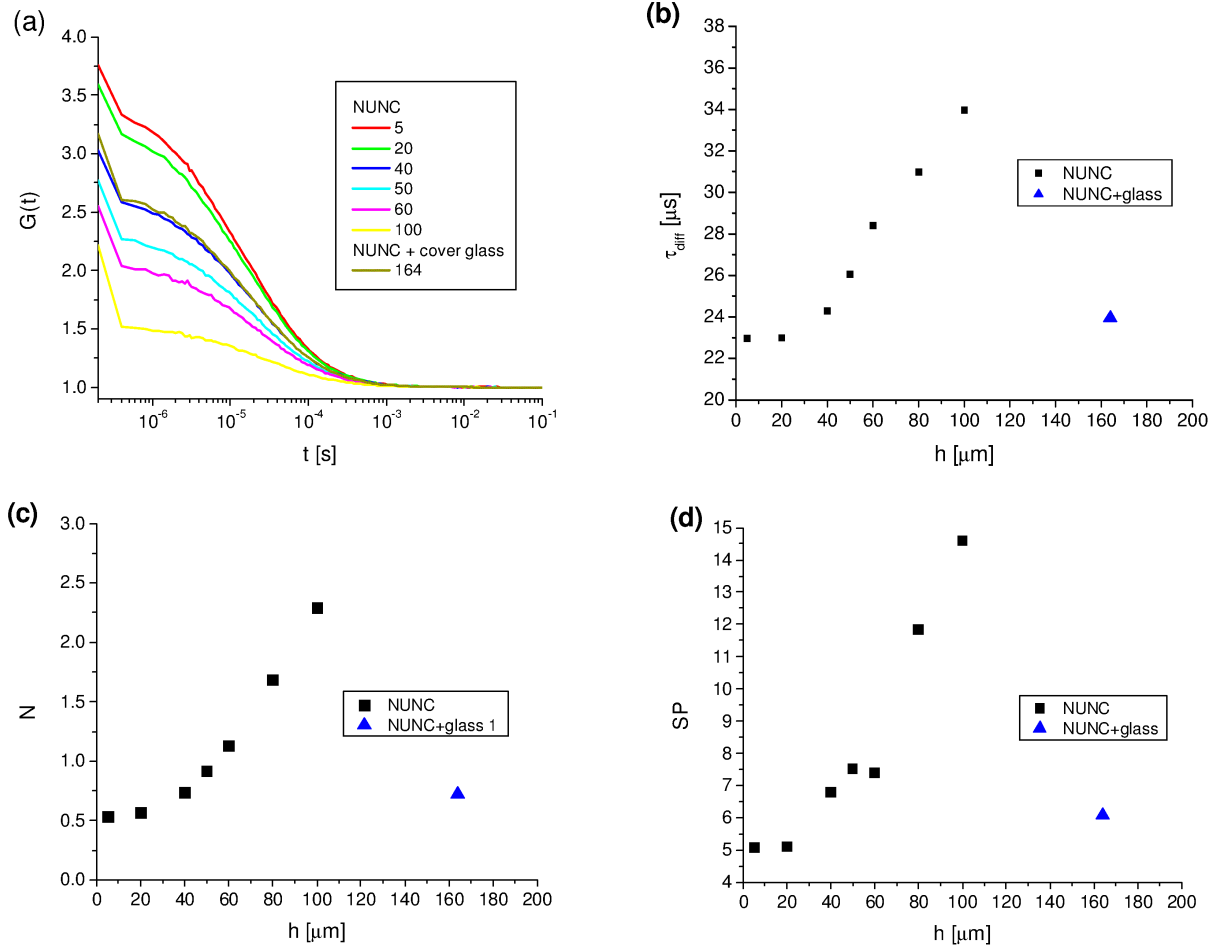 (a)
4.0
3.5
3.0
2.5
2.0
1.5
1.0
G(t)
10-6 10-5 10-4 10-3 10-2 10-1
t [s]
NUNC
5
20
40
50
60
100
NUNC + cover glass
164
(b)
38
36
34
32
30
28
26
24
22
20
τdiff [μs]
0 20 40 60 80 100 120 140 160 180 200
h [μm]
NUNC
NUNC+glass
(c)
3.0
2.5
2.0
1.5
1.0
0.5
0.0
N
0 20 40 60 80 100 120 140 160 180 200
h [μm]
NUNC
NUNC+glass 1
(d)
15
14
13
12
11
10
9
8
7
6
5
4
SP
0 20 40 60 80 100 120 140 160 180 200
h [μm]
NUNC
NUNC+glass